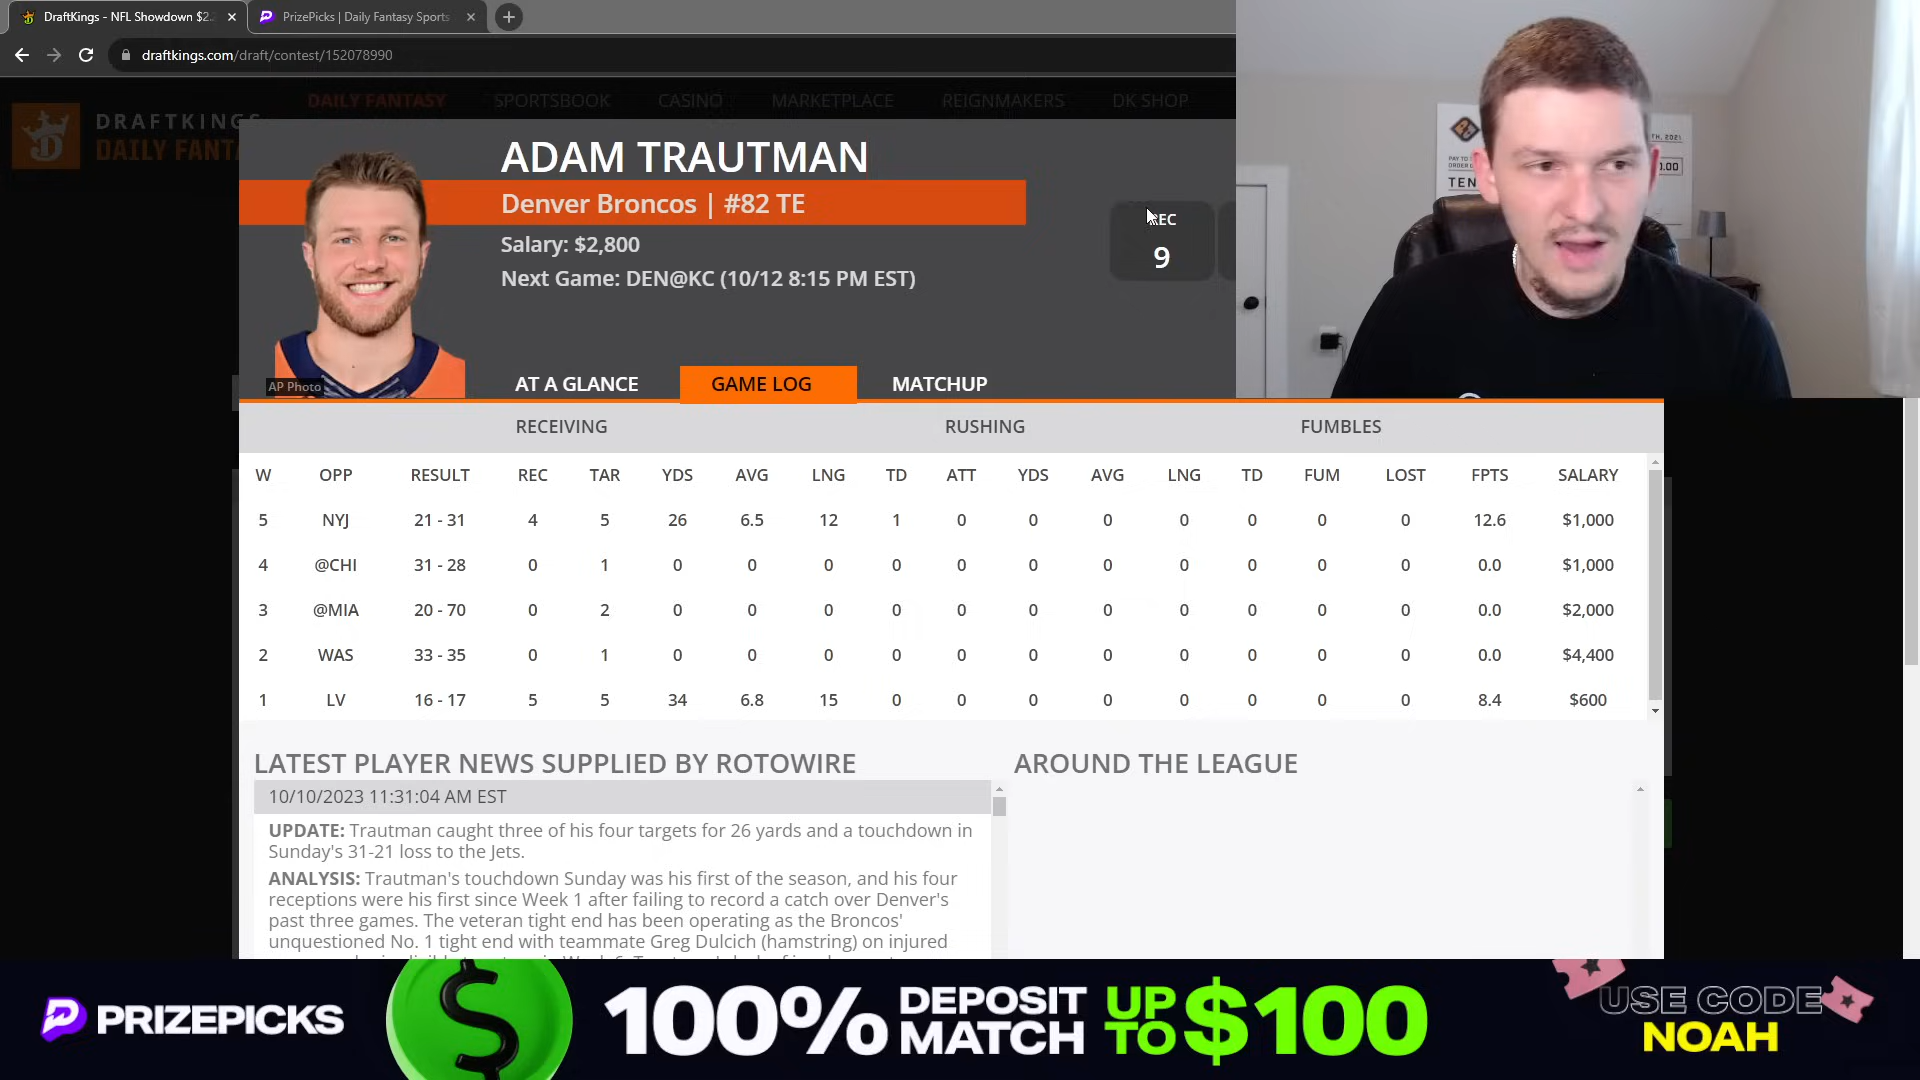 DraftKings - NFL Showdown $2.
PrizePicks | Daily Fantasy Sports
draftkings.com/draft/contest/152078990
DAILY FANTASY SPORTSBOOK CASINO MARKETPLACE REIGNMAKERS DK SHOP
DRAFTKINGS
DAILY FANTA
ADAM TRAUTMAN
Denver Broncos | #82 TE
Salary: $2,800
Next Game: DEN@KC (10/12 8:15 PM EST)
REC
9
AP Photo
AT A GLANCE GAME LOG MATCHUP
TH, 2021
PAY TO
ORDER
0.00
TEN
RECEIVING RUSHING FUMBLES
W OPP RESULT REC TAR YDS AVG LNG TD ATT YDS AVG LNG TD FUM LOST FPTS SALARY
5 NYJ 21 - 31 4 5 26 6.5 12 1 0 0 0 0 0 0 0 12.6 $1,000
4 @CHI 31 - 28 0 1 0 0 0 0 0 0 0 0 0 0 0 0.0 $1,000
3 @MIA 20 - 70 0 2 0 0 0 0 0 0 0 0 0 0 0 0.0 $2,000
2 WAS 33 - 35 0 1 0 0 0 0 0 0 0 0 0 0 0 0.0 $4,400
1 LV 16 - 17 5 5 34 6.8 15 0 0 0 0 0 0 0 0 8.4 $600
LATEST PLAYER NEWS SUPPLIED BY ROTOWIRE
AROUND THE LEAGUE
10/10/2023 11:31:04 AM EST
UPDATE: Trautman caught three of his four targets for 26 yards and a touchdown in
Sunday's 31-21 loss to the Jets.
ANALYSIS: Trautman's touchdown Sunday was his first of the season, and his four
receptions were his first since Week 1 after failing to record a catch over Denver's
past three games. The veteran tight end has been operating as the Broncos'
unquestioned No. 1 tight end with teammate Greg Dulcich (hamstring) on injured
PRIZEPICKS
100% DEPOSIT MATCH UP TO $100
USE CODE
NOAH